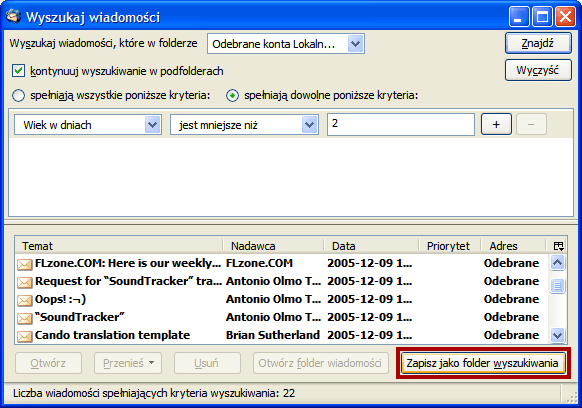 Wyszukaj wiadomości
Wyszukaj wiadomości, które w folderze Odebrane konta Lokaln... Znajdź
kontynuuj wyszukiwanie w podfolderach Wyczyść
spełniają wszystkie poniższe kryteria: spełniają dowolne poniższe kryteria:
Wiek w dniach jest mniejsze niż 2 + −
Temat Nadawca Data Priorytet Adres
FLzone.COM: Here is our weekly... FLzone.COM 2005-12-09 1... Odebrane
Request for “SoundTracker” tra... Antonio Olmo T... 2005-12-09 1... Odebrane
Oops! :¬) Antonio Olmo T... 2005-12-09 1... Odebrane
“SoundTracker” Antonio Olmo T... 2005-12-09 1... Odebrane
Cando translation template Brian Sutherland 2005-12-09 1... Odebrane
Otwórz Przenieś Usuń Otwórz folder wiadomości Zapisz jako folder wyszukiwania
Liczba wiadomości spełniających kryteria wyszukiwania: 22